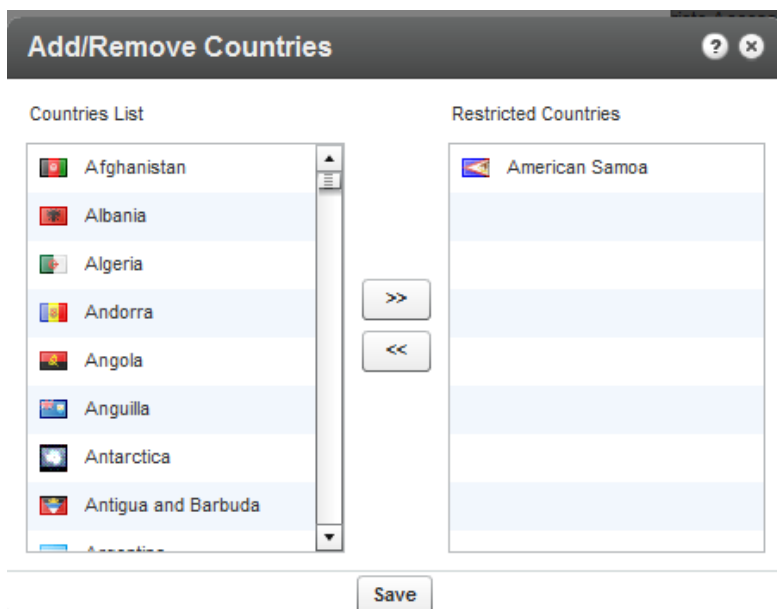 Add/Remove Countries
?
Countries List
Restricted Countries
Afghanistan
American Samoa
Albania
Algeria
Andorra
>>
Angola
<<
Anguilla
Antarctica
Antigua and Barbuda
Save